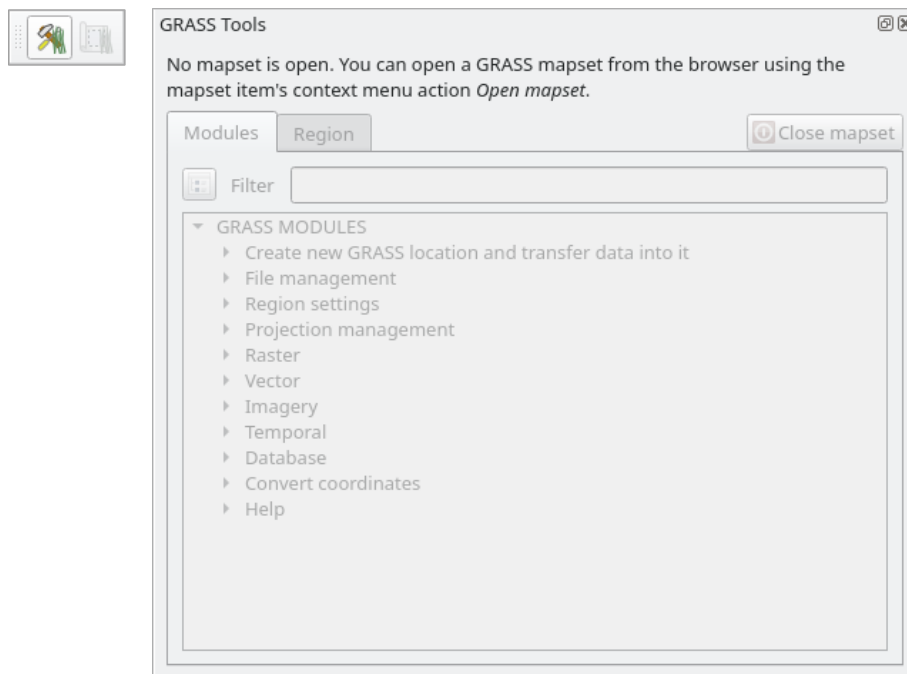 GRASS Tools
No mapset is open. You can open a GRASS mapset from the browser using the
mapset item's context menu action Open mapset.
Modules
Region
Close mapset
Filter
GRASS MODULES
Create new GRASS location and transfer data into it
File management
Region settings
Projection management
Raster
Vector
Imagery
Temporal
Database
Convert coordinates
Help